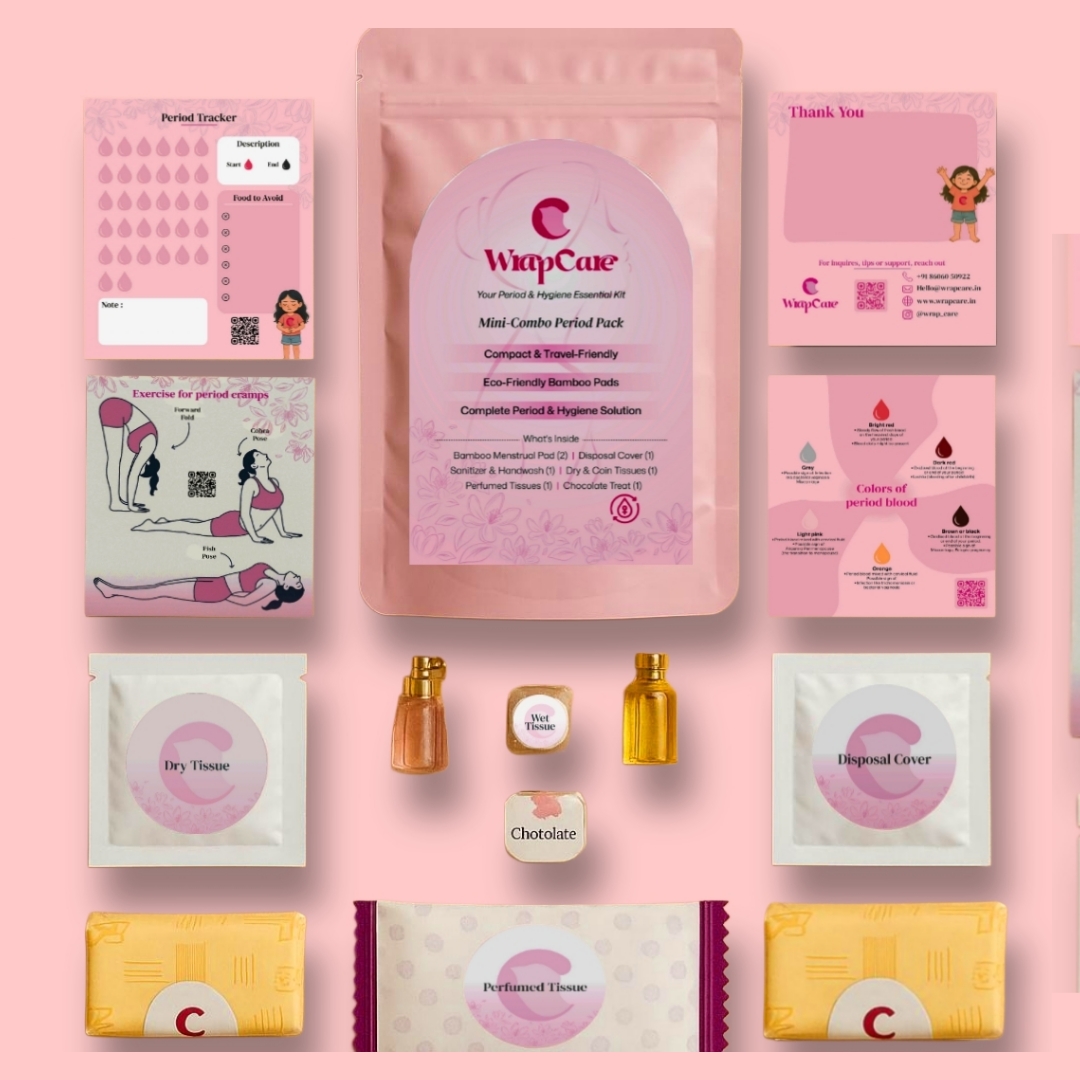 Period Tracker
Description
Start
End
Food to Avoid
Note :
WrapCare
Your Period & Hygiene Essential Kit
Mini-Combo Period Pack
Compact & Travel-Friendly
Eco-Friendly Bamboo Pads
Complete Period & Hygiene Solution
What's Inside
Bamboo Menstrual Pad (2) | Disposal Cover (1)
Sanitizer & Handwash (1) | Dry & Coin Tissues (1)
Perfumed Tissues (1) | Chocolate Treat (1)
Thank You
For Inquires, tips or support, reach out
+91 86060 50922
Hello@wrapcare.in
WrapCare
www.wrapcare.in
@wrap_care
Exercise for period cramps
Forward
Fold
Cobra
Pose
Fish
Pose
Bright red
Grey
Dark red
Colors of
period blood
Light pink
Brown or black
Orange
Dry Tissue
Wet
Tissue
Disposal Cover
Chotolate
Perfumed Tissue